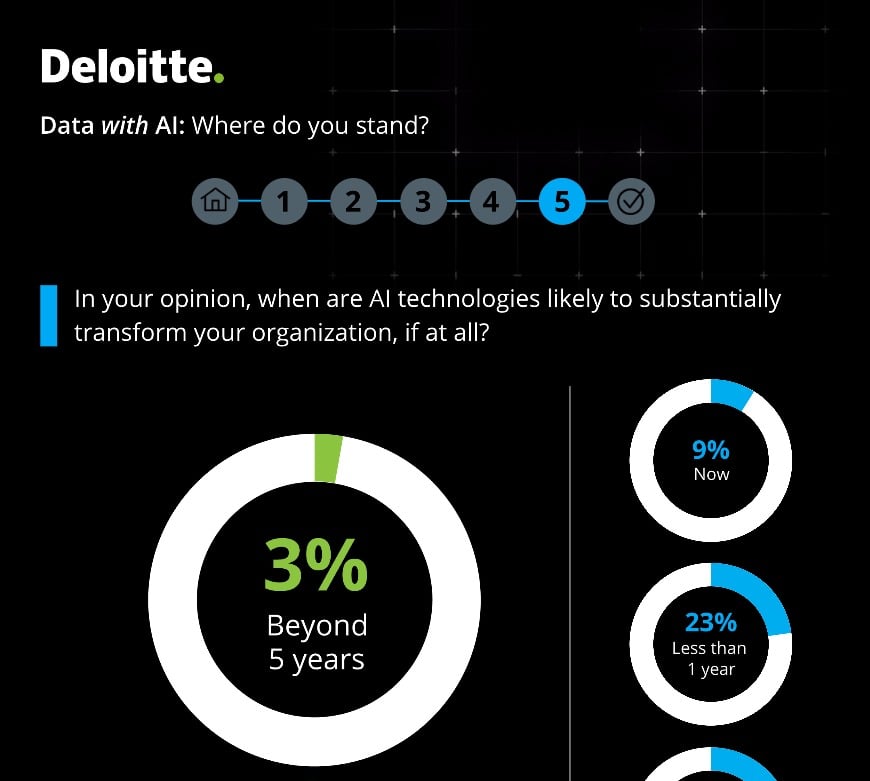 Deloitte.
Data with AI: Where do you stand?
1 2 3 4 5
In your opinion, when are AI technologies likely to substantially
transform your organization, if at all?
3%
Beyond
5 years
9%
Now
23%
Less than
1 year